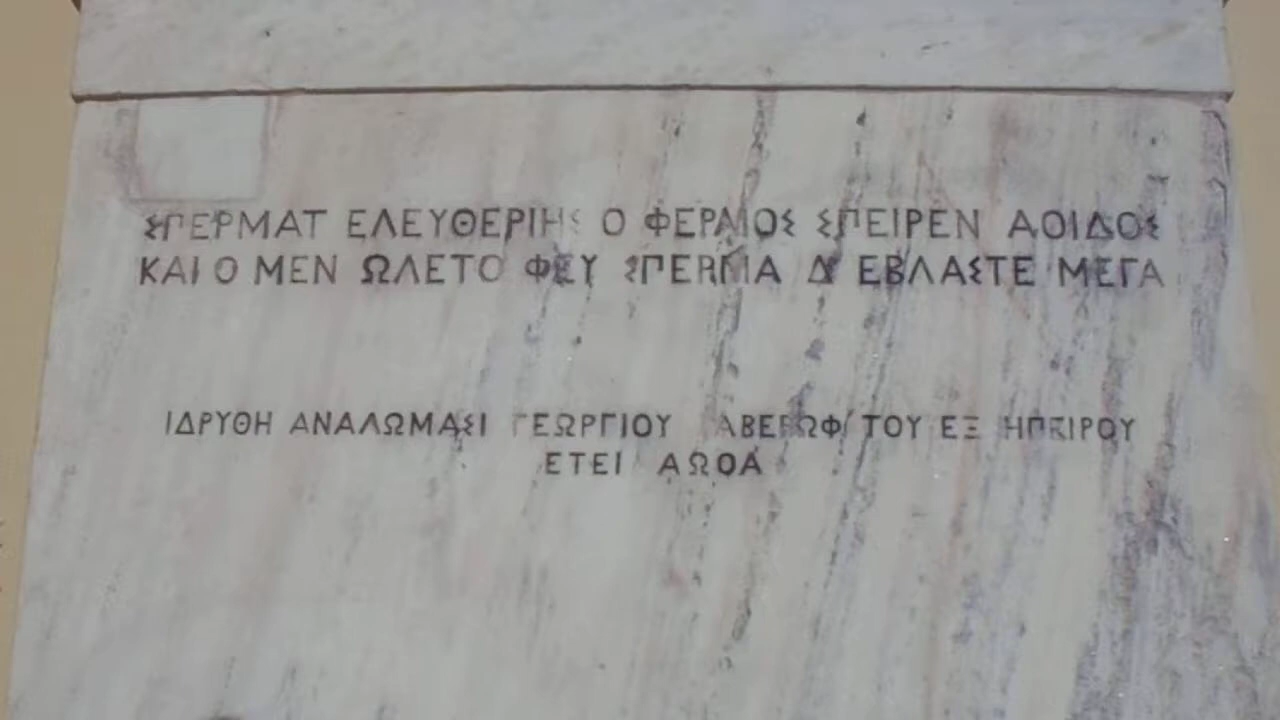 ΣΠΕΡΜΑΤ ΕΛΕΥΘΕΡΙΗΣ Ο ΦΕΡΑΙΟΣ ΣΠΕΙΡΕΝ ΑΟΙΔΟΣ
ΚΑΙ Ο ΜΕΝ ΩΛΕΤΟ ΦΕΥ ΣΠΕΡΜΑ Δ' ΕΒΛΑΣΤΕ ΜΕΓΑ
ΙΔΡΥΘΗ ΑΝΑΛΩΜΑΣΙ ΓΕΩΡΓΙΟΥ ΑΒΕΡΩΦ ΤΟΥ ΕΞ ΗΠΕΙΡΟΥ
ΕΤΕΙ ΑΩΟΑ